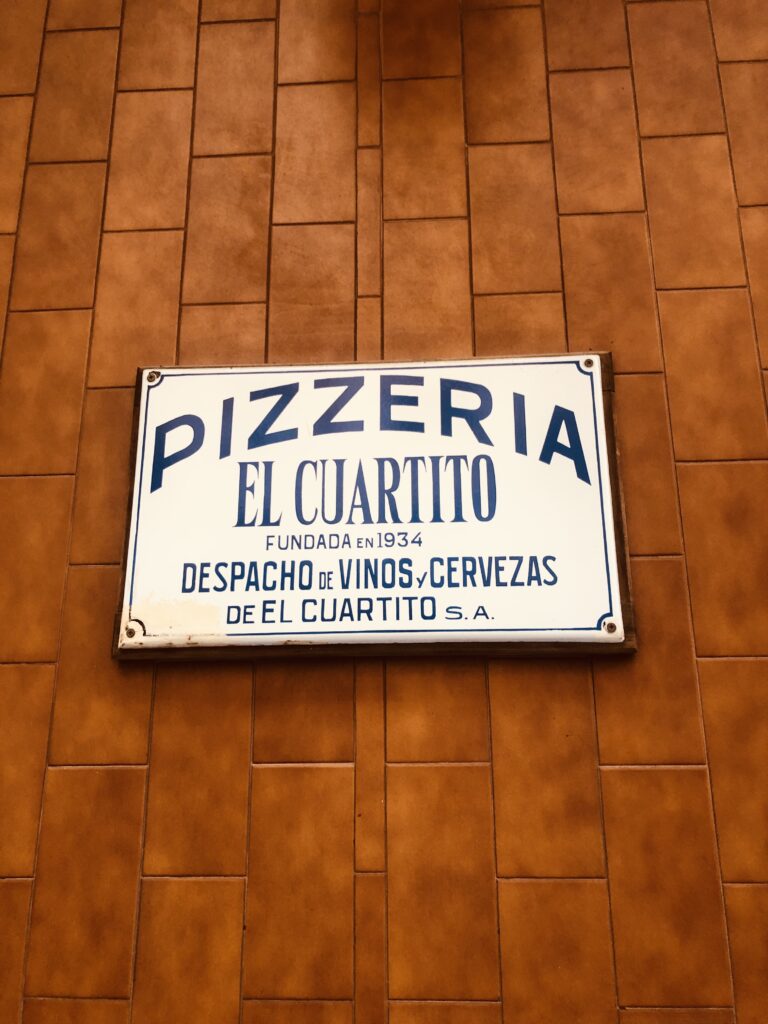 PIZZERIA
EL CUARTITO
FUNDADA EN 1934
DESPACHO DE VINOS Y CERVEZAS
DE EL CUARTITO S.A.